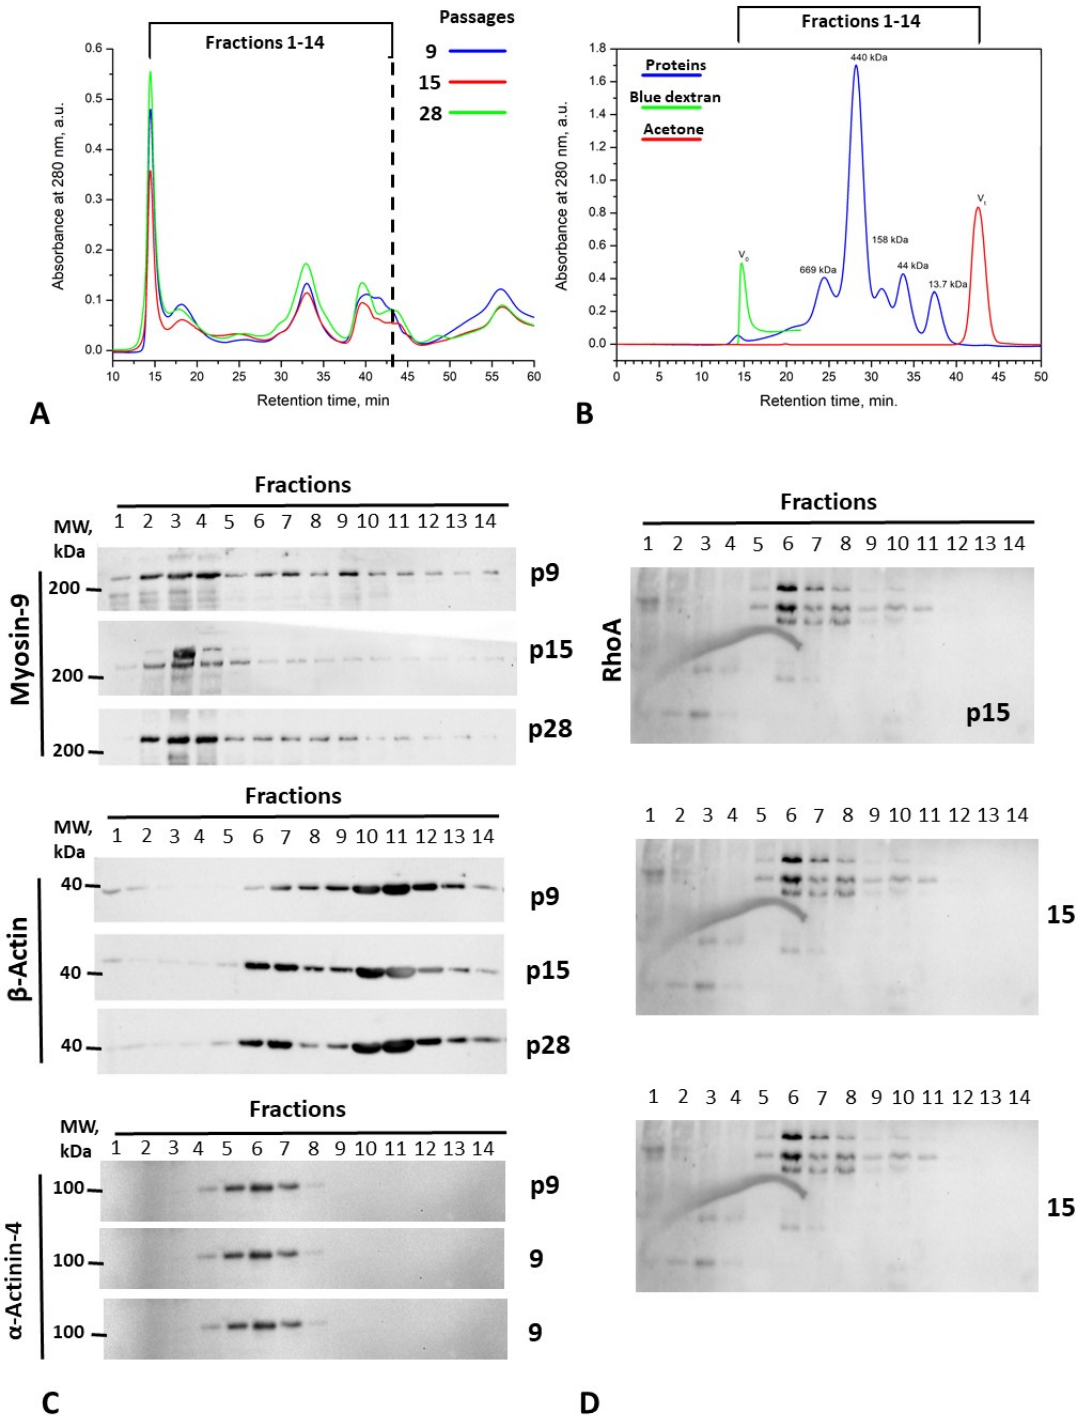 Passages
Fractions 1-14
9
15
28
0.6
0.5
0.4
0.3
0.2
0.1
0.0
Absorbance at 280 nm, a.u.
10 15 20 25 30 35 40 45 50 55 60
Retention time, min
A
Fractions 1-14
Proteins
Blue dextran
Acetone
1.8
1.6
1.4
1.2
1.0
0.8
0.6
0.4
0.2
0.0
Absorbance at 280 nm, a.u.
V0
669 kDa
440 kDa
158 kDa
44 kDa
13.7 kDa
Vt
0 5 10 15 20 25 30 35 40 45 50
Retention time, min.
B
Fractions
MW,
kDa
1 2 3 4 5 6 7 8 9 10 11 12 13 14
Myosin-9
200 p9
200 p15
200 p28
Fractions
MW,
kDa
1 2 3 4 5 6 7 8 9 10 11 12 13 14
β-Actin
40 p9
40 p15
40 p28
Fractions
MW,
kDa
1 2 3 4 5 6 7 8 9 10 11 12 13 14
α-Actinin-4
100 p9
100 9
100 9
C
Fractions
1 2 3 4 5 6 7 8 9 10 11 12 13 14
RhoA
p15
1 2 3 4 5 6 7 8 9 10 11 12 13 14
15
1 2 3 4 5 6 7 8 9 10 11 12 13 14
15
D